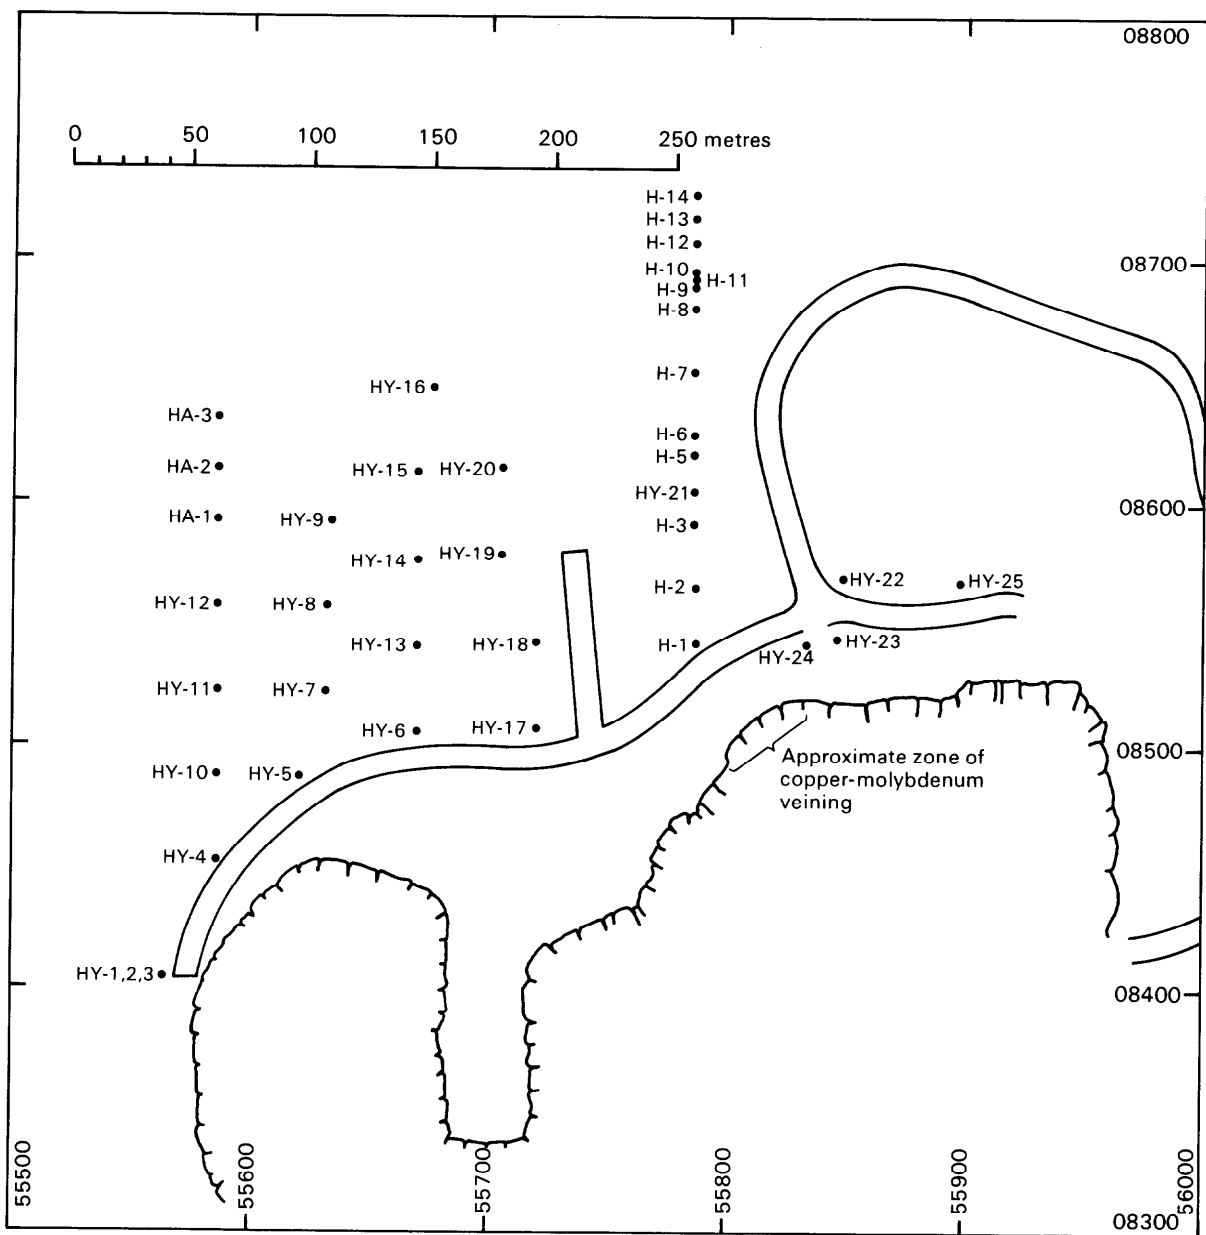 08800
0 50 100 150 200 250 metres
H-14
H-13
H-12
H-10
H-11
H-9
H-8
08700
H-7
HY-16
HA-3
H-6
H-5
HA-2
HY-15
HY-20
HY-21
08600
HA-1
HY-9
H-3
HY-14
HY-19
HY-22
HY-25
H-2
HY-12
HY-8
HY-13
HY-18
H-1
HY-24
HY-23
HY-11
HY-7
HY-6
HY-17
08500
Approximate zone of
copper-molybdenum
veining
HY-10
HY-5
HY-4
HY-1,2,3
08400
55500
55600
55700
55800
55900
56000
08300